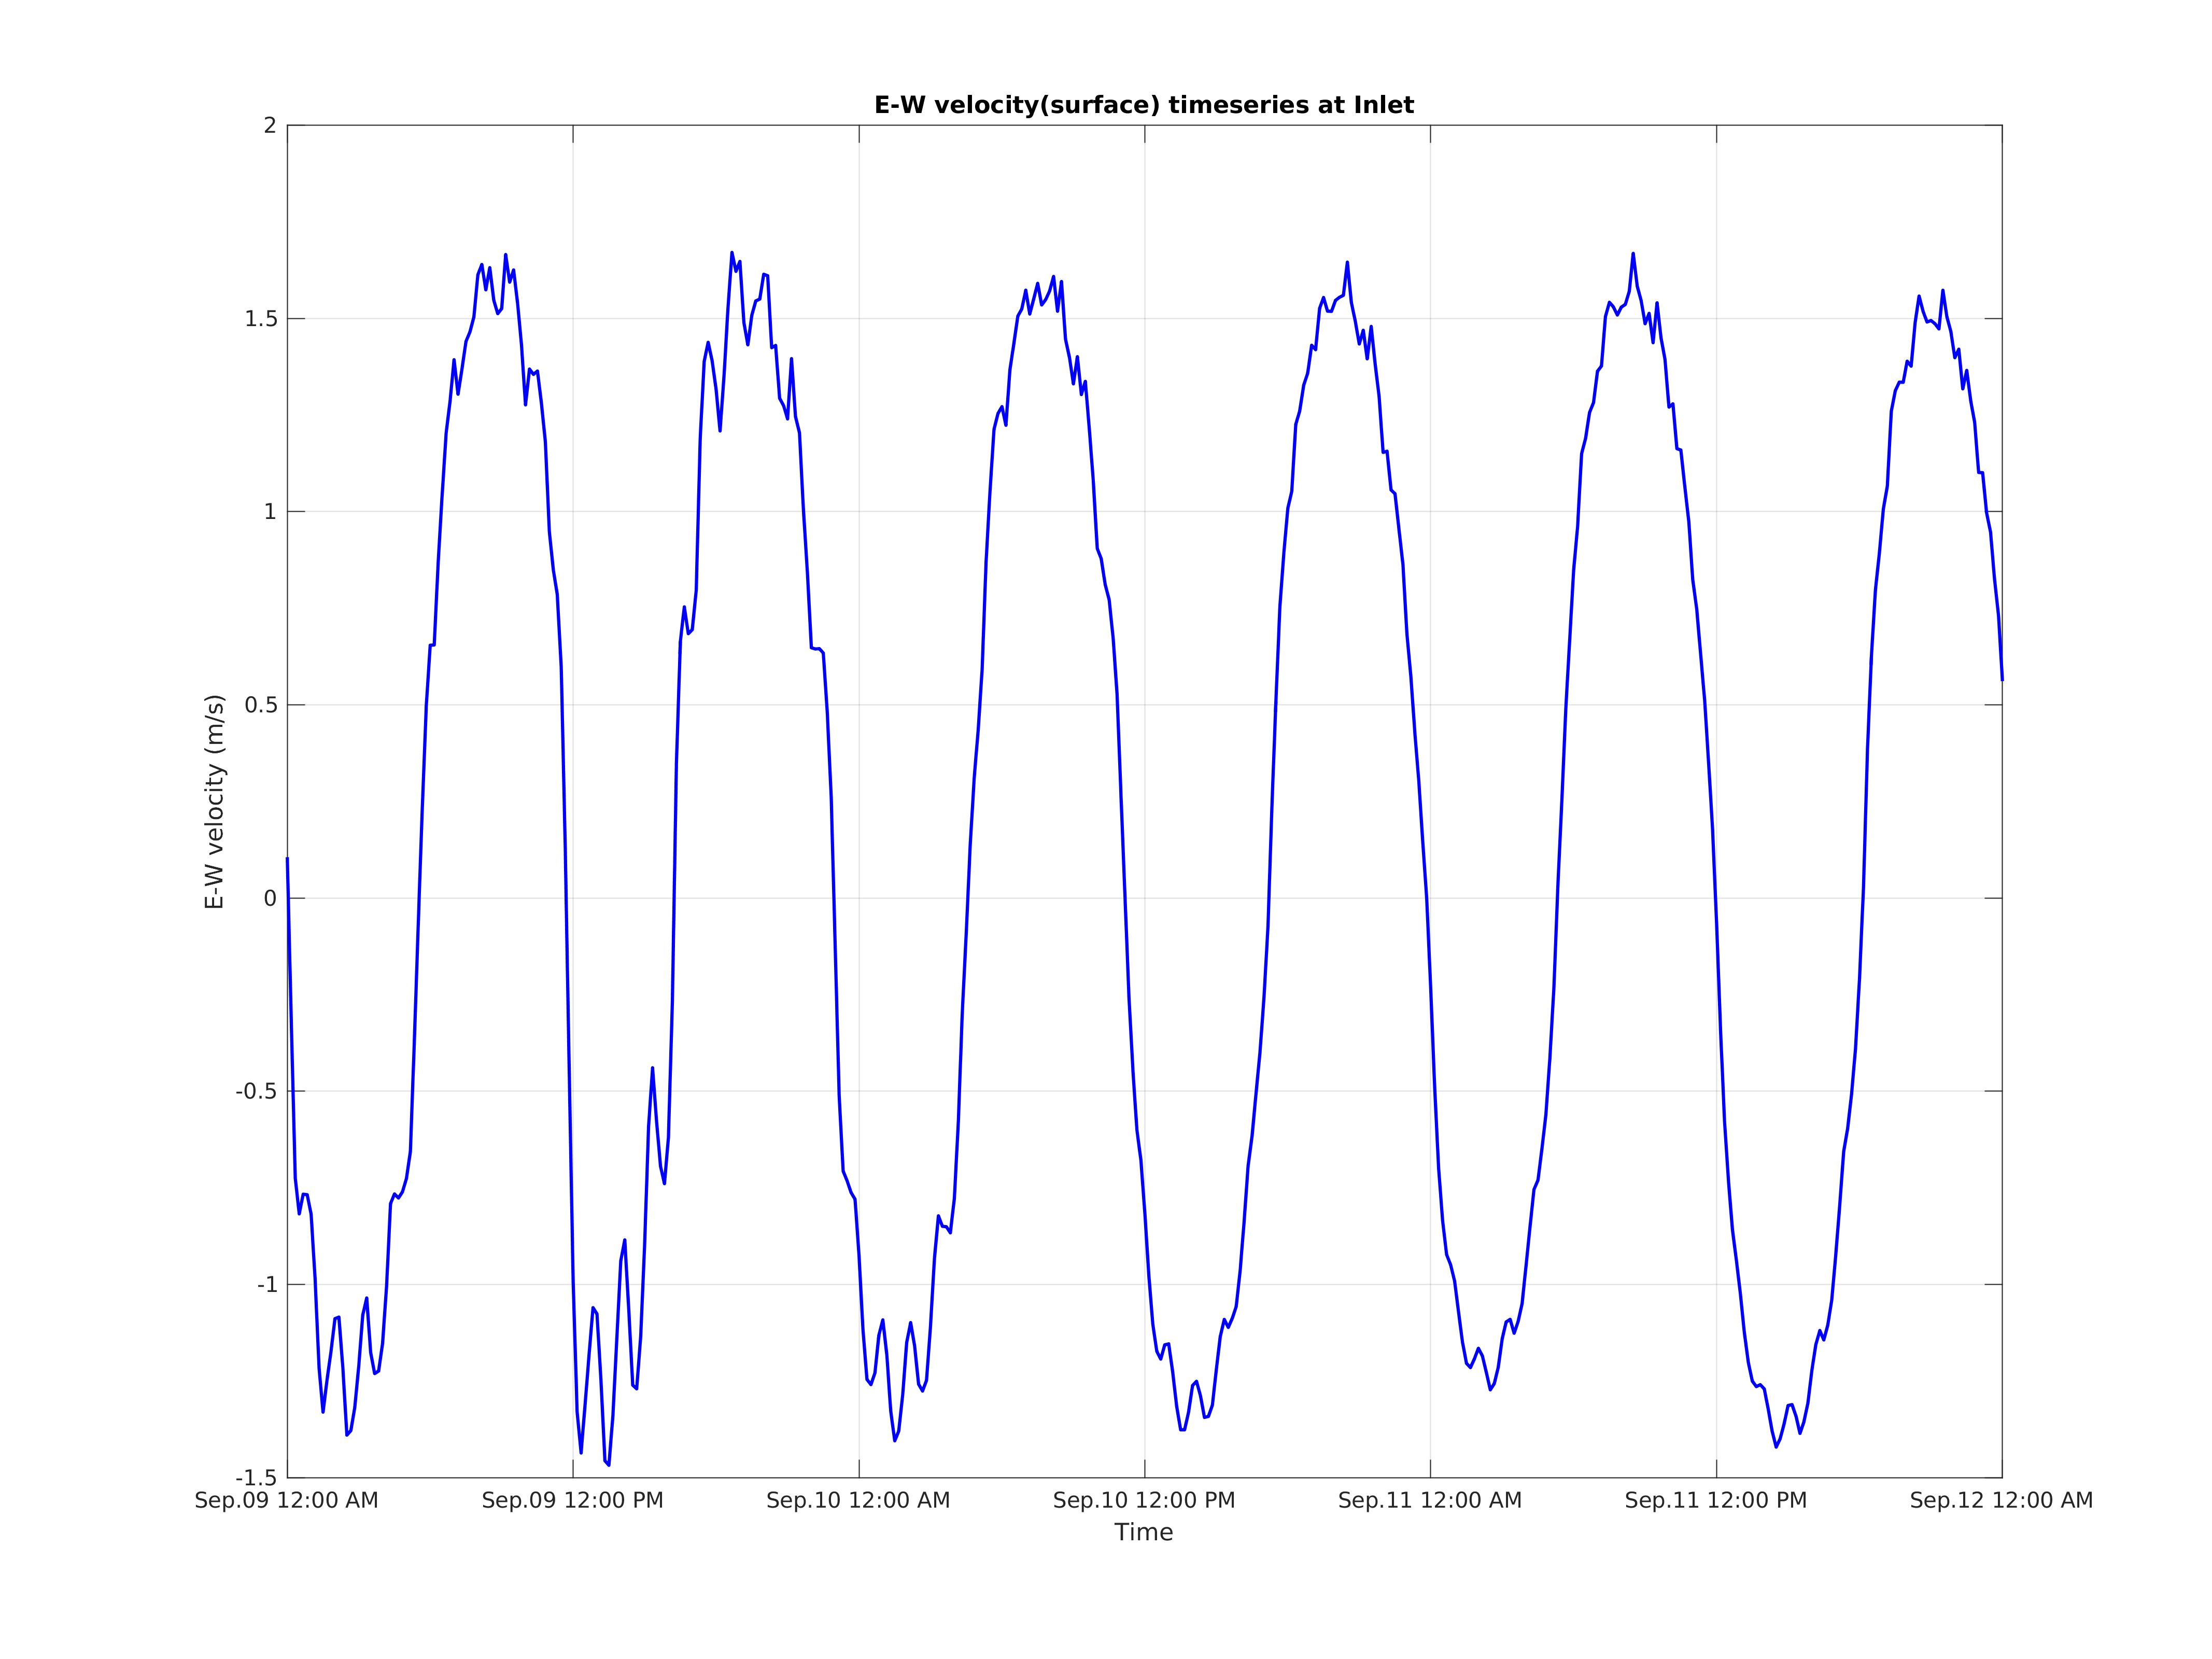 E-W velocity(surface) timeseries at Inlet
2
1.5
1
0.5
0
-0.5
-1
-1.5
E-W velocity (m/s)
Sep.09 12:00 AM
Sep.09 12:00 PM
Sep.10 12:00 AM
Sep.10 12:00 PM
Sep.11 12:00 AM
Sep.11 12:00 PM
Sep.12 12:00 AM
Time